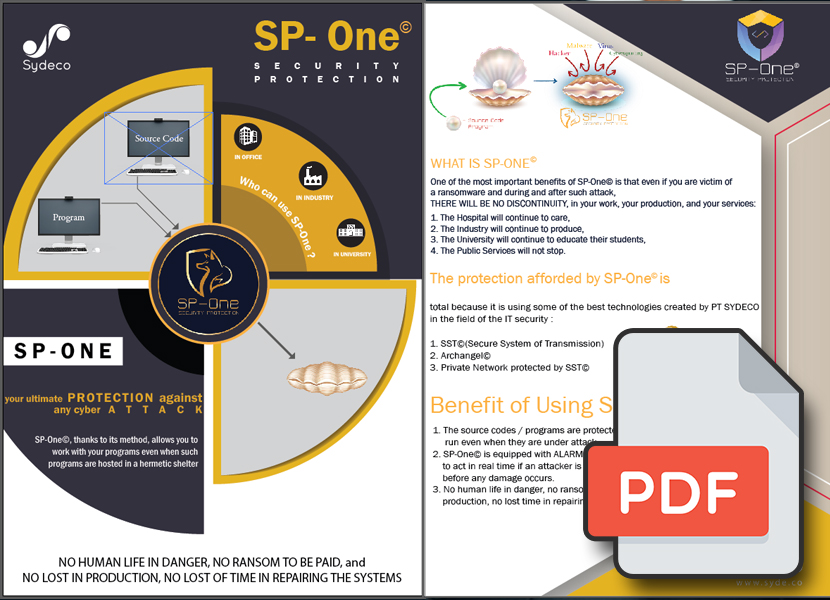 Sydeco
SP- One©
SECURITY
PROTECTION
Source Code
Program
IN OFFICE
IN INDUSTRY
IN UNIVERSITY
Who can use SP-One ?
SP-One
SECURITY PROTECTION
SP-ONE
your ultimate PROTECTION against
any cyber ATTACK
SP-One©, thanks to its method, allows you to
work with your programs even when such
programs are hosted in a hermetic shelter
NO HUMAN LIFE IN DANGER, NO RANSOM TO BE PAID, and
NO LOST IN PRODUCTION, NO LOST OF TIME IN REPAIRING THE SYSTEMS
Hacker
Malware
Virus
- Source Code
Program
SP-One
SP-One©
SECURITY PROTECTION
WHAT IS SP-ONE©
One of the most important benefits of SP-One© is that even if you are victim of
a ransomware and during and after such attack,
THERE WILL BE NO DISCONTINUITY, in your work, your production, and your services:
1. The Hospital will continue to care,
2. The Industry will continue to produce,
3. The University will continue to educate their students,
4. The Public Services will not stop.
The protection afforded by SP-One© is
total because it is using some of the best technologies created by PT SYDECO
in the field of the IT security :
1. SST©(Secure System of Transmission)
2. Archangel©
3. Private Network protected by SST©
Benefit of Using S
1. The source codes / programs are protecte
run even when they are under attack
2. SP-One© is equipped with ALARM
to act in real time if an attacker is
before any damage occurs.
3. No human life in danger, no ranso
production, no lost time in repairin
PDF
www.syde.co